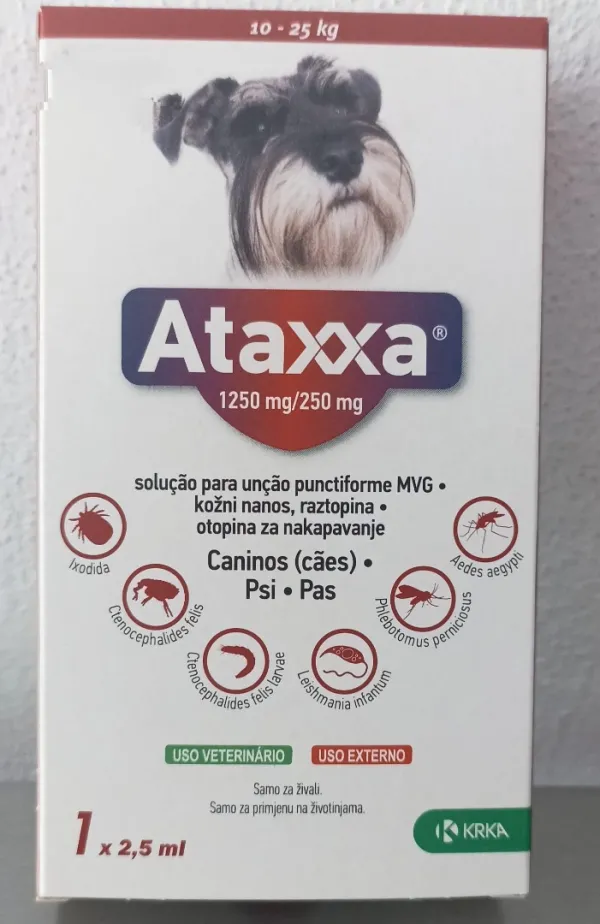 10 - 25 kg
Ataxxa®
1250 mg/250 mg
solução para unção punctiforme MVG •
kožni nanos, raztopina •
otopina za nakapavanje
Caninos (cães) •
Psi • Pas
Ixodida
Ctenocephalides felis
Ctenocephalides felis larvae
Leishmania infantum
Phlebotomus perniciosus
Aedes aegypti
USO VETERINÁRIO USO EXTERNO
Samo za živali.
Samo za primjenu na životinjama.
1 x 2,5 ml
KRKA